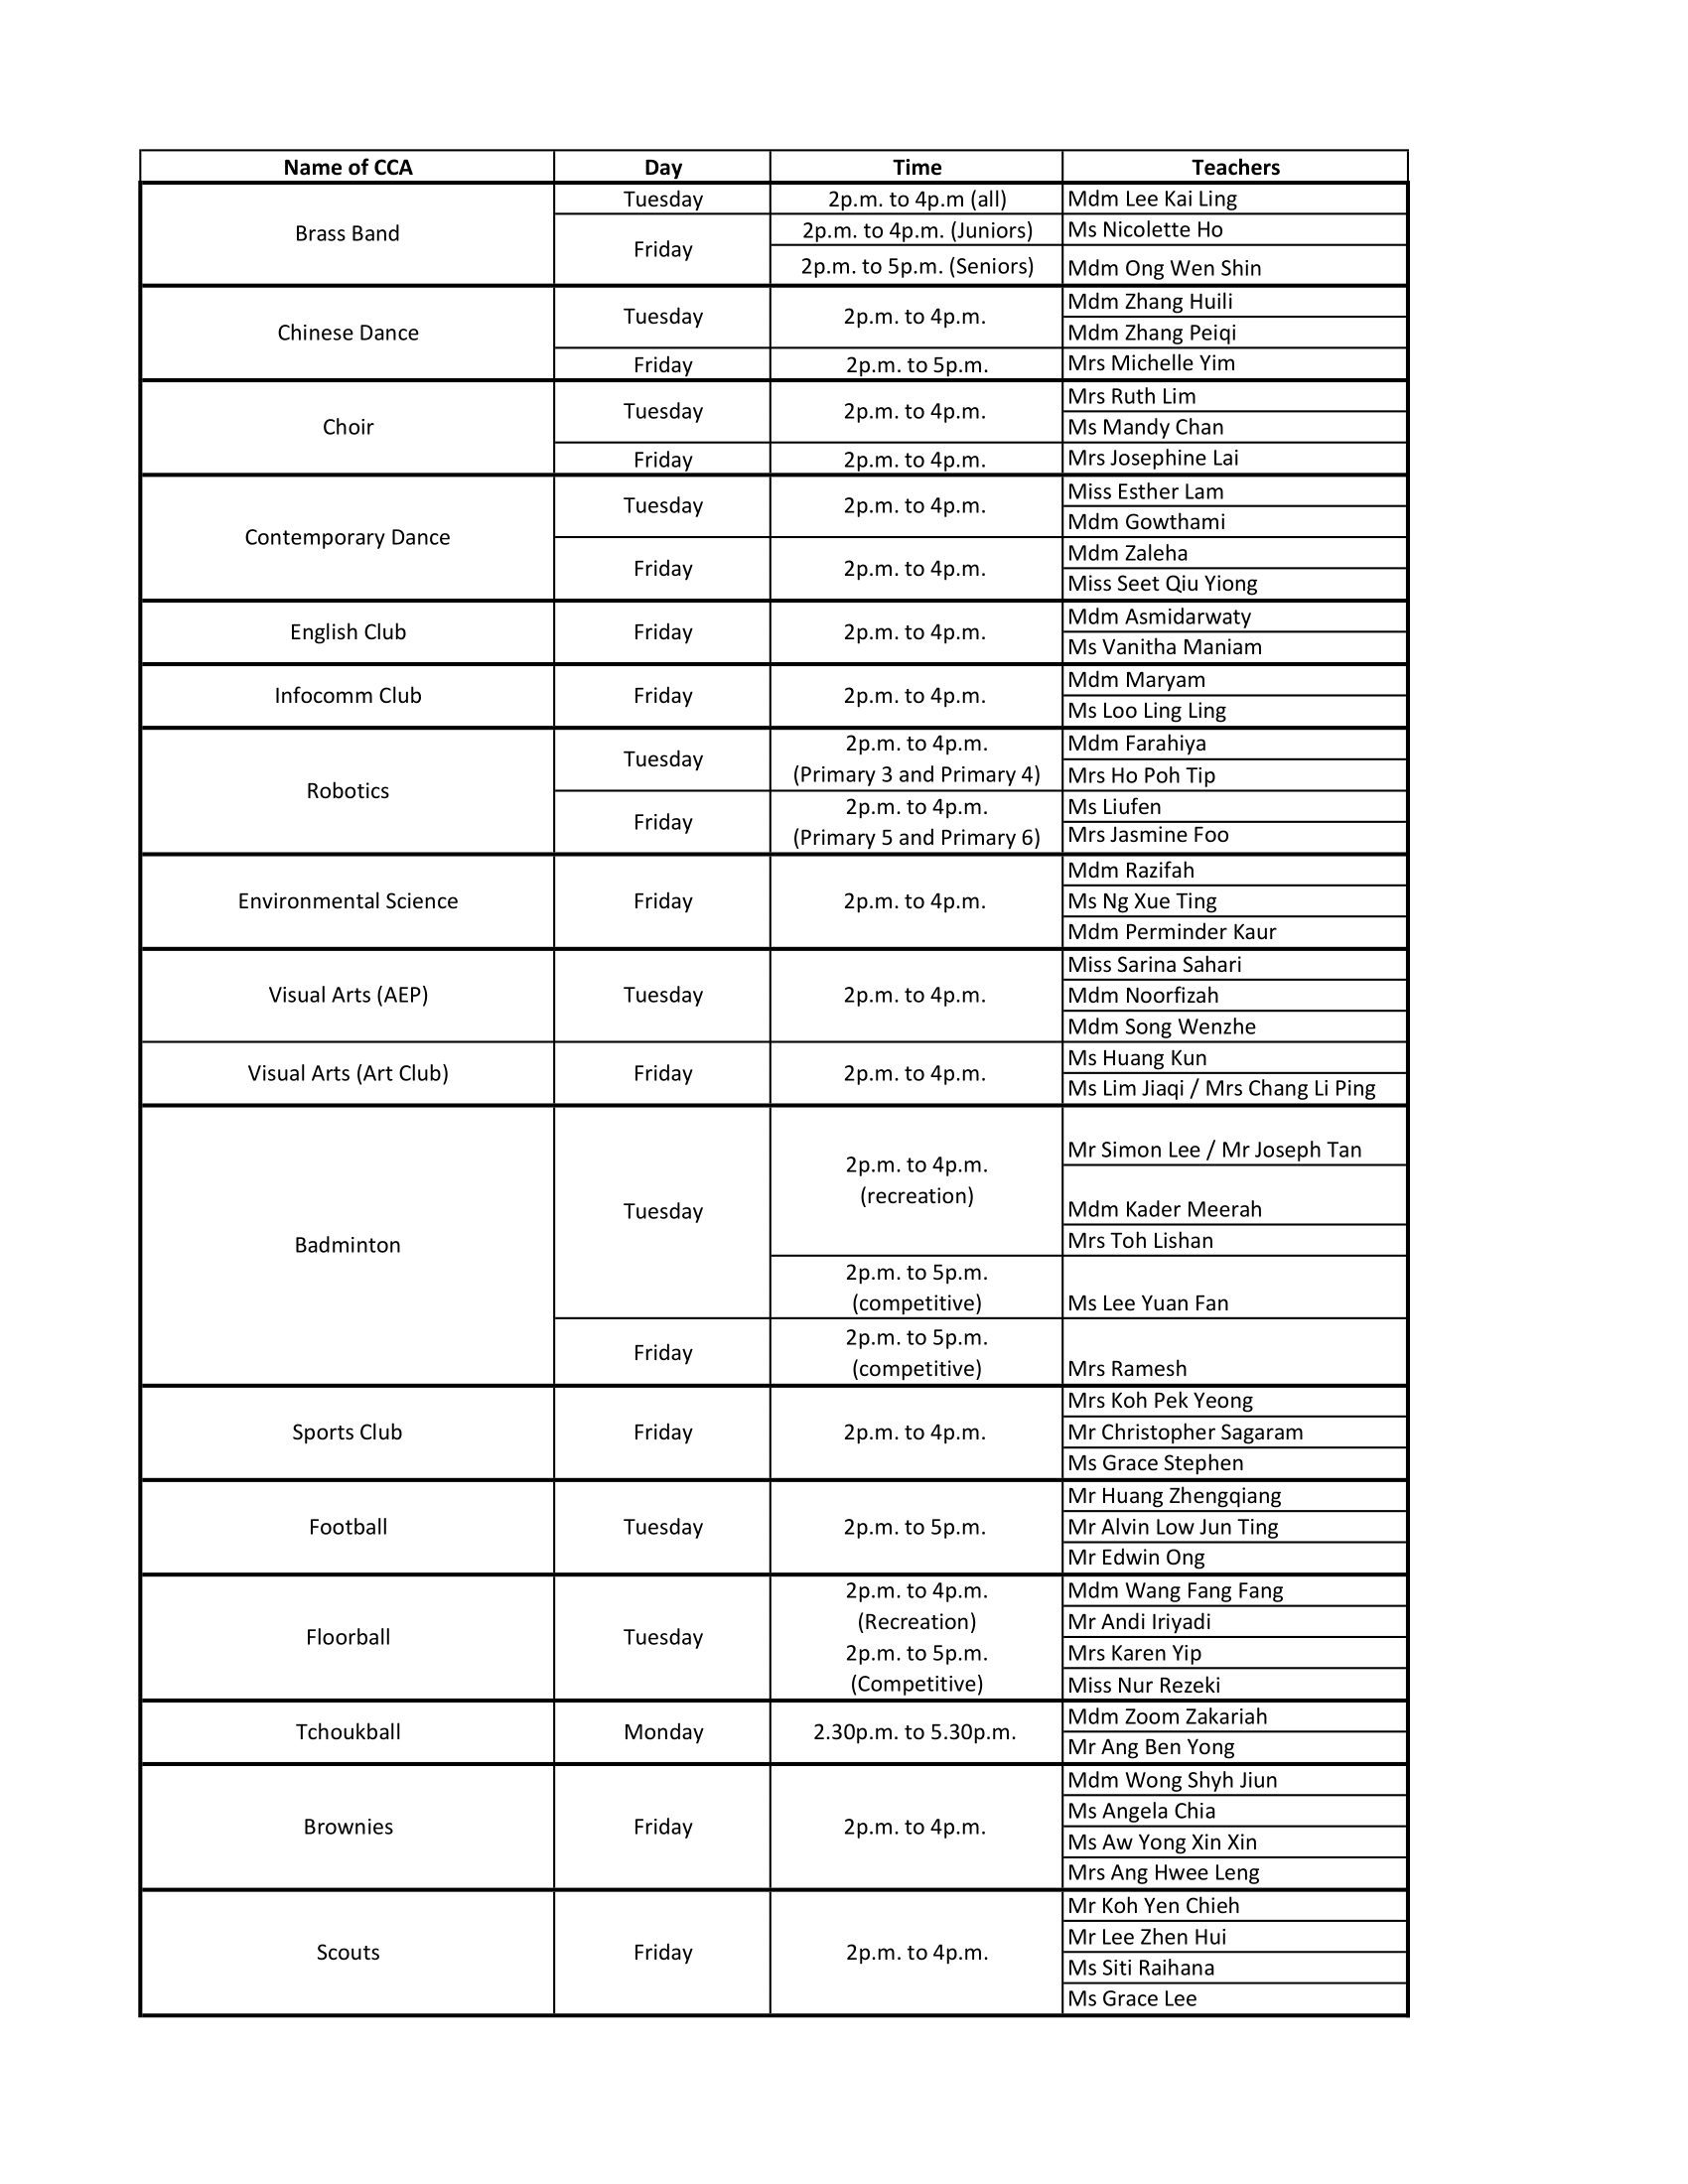 Name of CCA Day Time Teachers
Brass Band
Tuesday 2p.m. to 4p.m (all) Mdm Lee Kai Ling
Friday
2p.m. to 4p.m. (Juniors) Ms Nicolette Ho
2p.m. to 5p.m. (Seniors) Mdm Ong Wen Shin
Chinese Dance
Tuesday 2p.m. to 4p.m.
Mdm Zhang Huili
Mdm Zhang Peiqi
Friday 2p.m. to 5p.m. Mrs Michelle Yim
Choir
Tuesday 2p.m. to 4p.m.
Mrs Ruth Lim
Ms Mandy Chan
Friday 2p.m. to 4p.m. Mrs Josephine Lai
Contemporary Dance
Tuesday 2p.m. to 4p.m.
Miss Esther Lam
Mdm Gowthami
Friday 2p.m. to 4p.m.
Mdm Zaleha
Miss Seet Qiu Yiong
English Club Friday 2p.m. to 4p.m.
Mdm Asmidarwaty
Ms Vanitha Maniam
Infocomm Club Friday 2p.m. to 4p.m.
Mdm Maryam
Ms Loo Ling Ling
Robotics
Tuesday
2p.m. to 4p.m.
(Primary 3 and Primary 4)
Mdm Farahiya
Mrs Ho Poh Tip
Friday
2p.m. to 4p.m.
(Primary 5 and Primary 6)
Ms Liufen
Mrs Jasmine Foo
Environmental Science Friday 2p.m. to 4p.m.
Mdm Razifah
Ms Ng Xue Ting
Mdm Perminder Kaur
Visual Arts (AEP) Tuesday 2p.m. to 4p.m.
Miss Sarina Sahari
Mdm Noorfizah
Mdm Song Wenzhe
Visual Arts (Art Club) Friday 2p.m. to 4p.m.
Ms Huang Kun
Ms Lim Jiaqi / Mrs Chang Li Ping
Badminton
Tuesday
2p.m. to 4p.m.
(recreation)
Mr Simon Lee / Mr Joseph Tan
Mdm Kader Meerah
Mrs Toh Lishan
2p.m. to 5p.m.
(competitive)
Ms Lee Yuan Fan
Friday
2p.m. to 5p.m.
(competitive)
Mrs Ramesh
Sports Club Friday 2p.m. to 4p.m.
Mrs Koh Pek Yeong
Mr Christopher Sagaram
Ms Grace Stephen
Football Tuesday 2p.m. to 5p.m.
Mr Huang Zhengqiang
Mr Alvin Low Jun Ting
Mr Edwin Ong
Floorball Tuesday
2p.m. to 4p.m.
(Recreation)
2p.m. to 5p.m.
(Competitive)
Mdm Wang Fang Fang
Mr Andi Iriyadi
Mrs Karen Yip
Miss Nur Rezeki
Tchoukball Monday 2.30p.m. to 5.30p.m.
Mdm Zoom Zakariah
Mr Ang Ben Yong
Brownies Friday 2p.m. to 4p.m.
Mdm Wong Shyh Jiun
Ms Angela Chia
Ms Aw Yong Xin Xin
Mrs Ang Hwee Leng
Scouts Friday 2p.m. to 4p.m.
Mr Koh Yen Chieh
Mr Lee Zhen Hui
Ms Siti Raihana
Ms Grace Lee